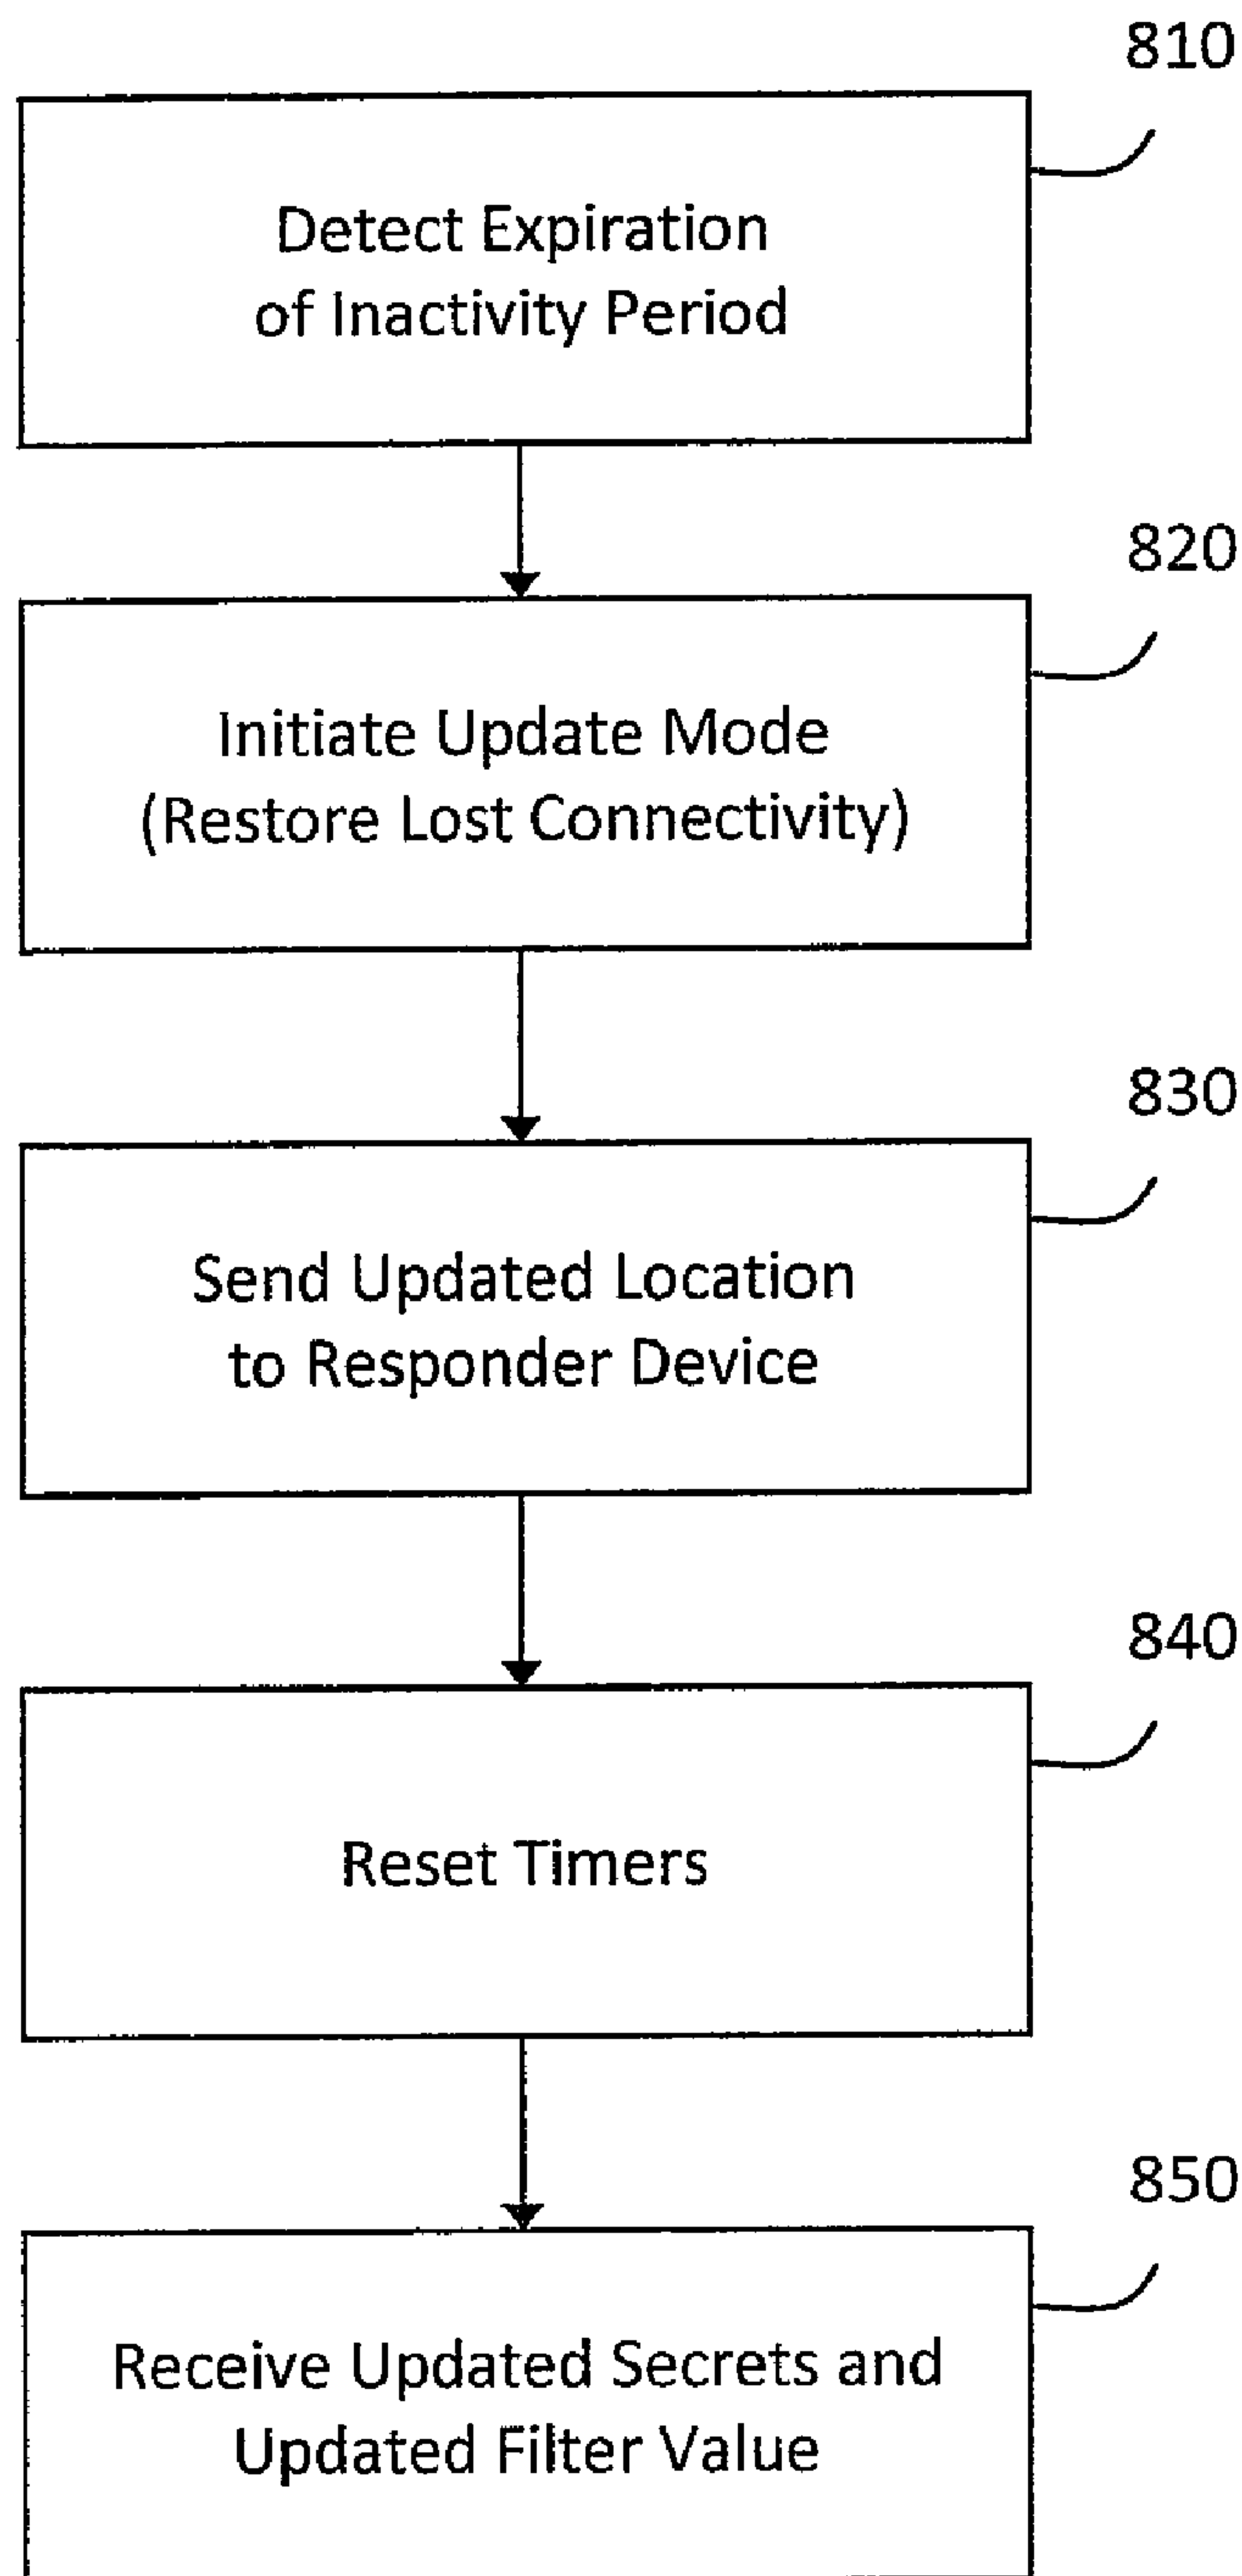 810
Detect Expiration
of Inactivity Period
820
Initiate Update Mode
(Restore Lost Connectivity)
830
Send Updated Location
to Responder Device
840
Reset Timers
850
Receive Updated Secrets and
Updated Filter Value